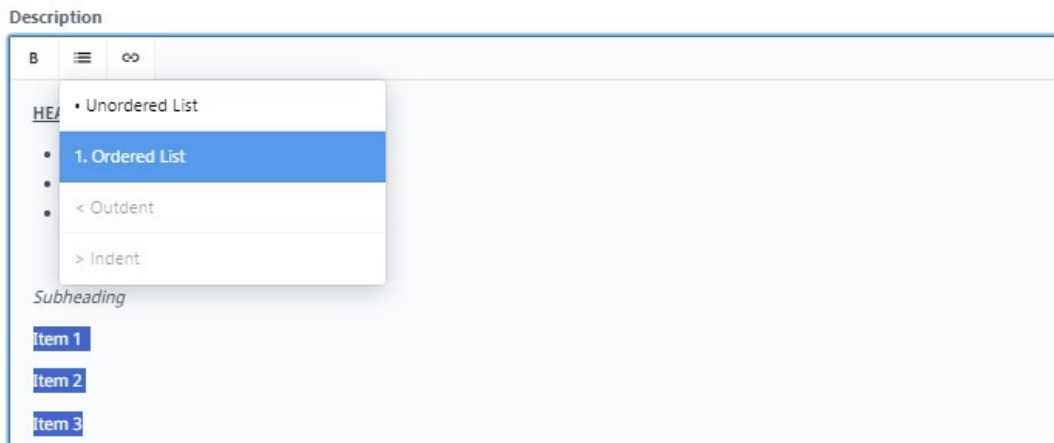 Description
B
• Unordered List
HEA
1. Ordered List
< Outdent
> Indent
Subheading
Item 1
Item 2
Item 3